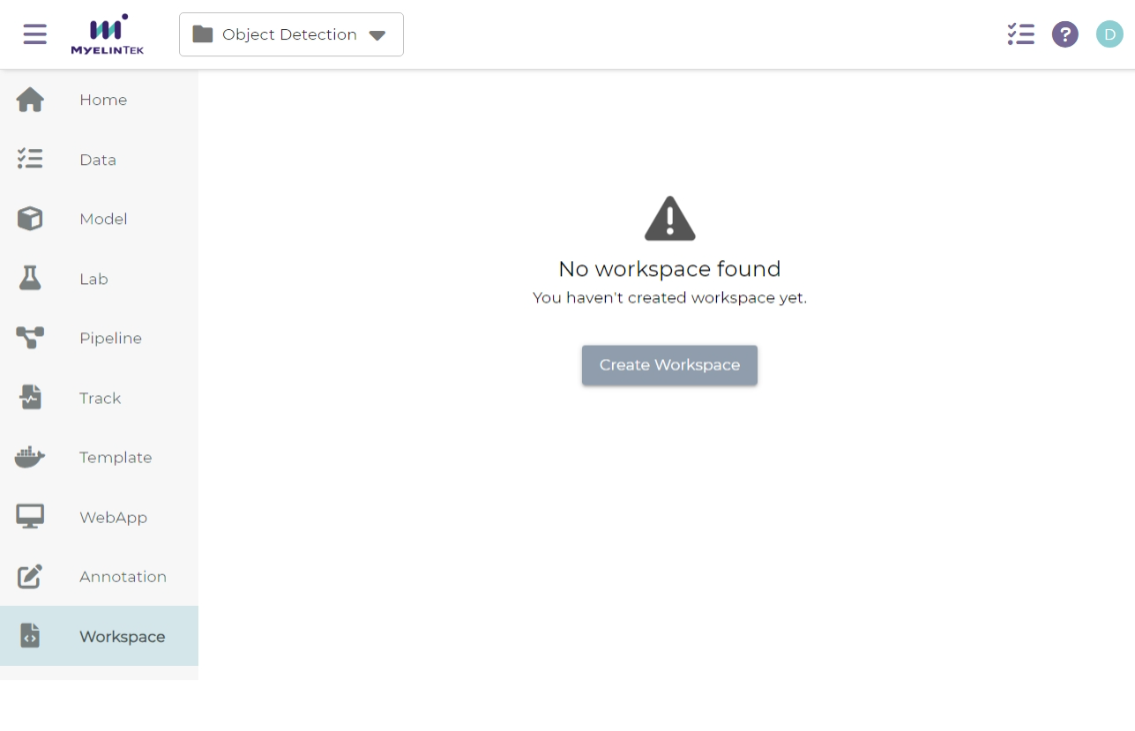 MYELINTEK
Object Detection
?
D
Home
Data
Model
Lab
Pipeline
Track
Template
WebApp
Annotation
Workspace
No workspace found
You haven't created workspace yet.
Create Workspace